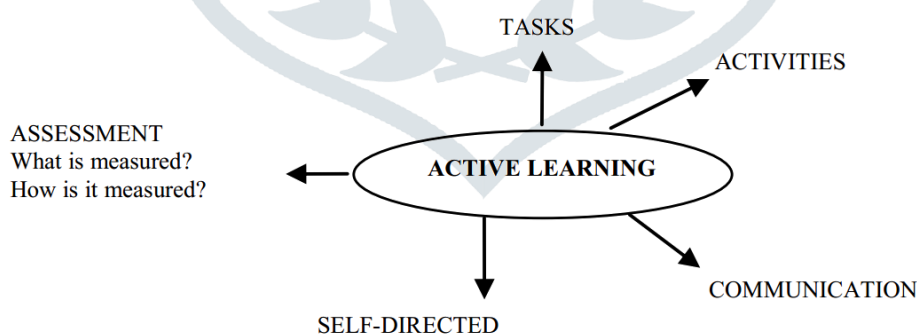 TASKS
ACTIVITIES
ASSESSMENT
What is measured?
How is it measured?
ACTIVE LEARNING
COMMUNICATION
SELF-DIRECTED